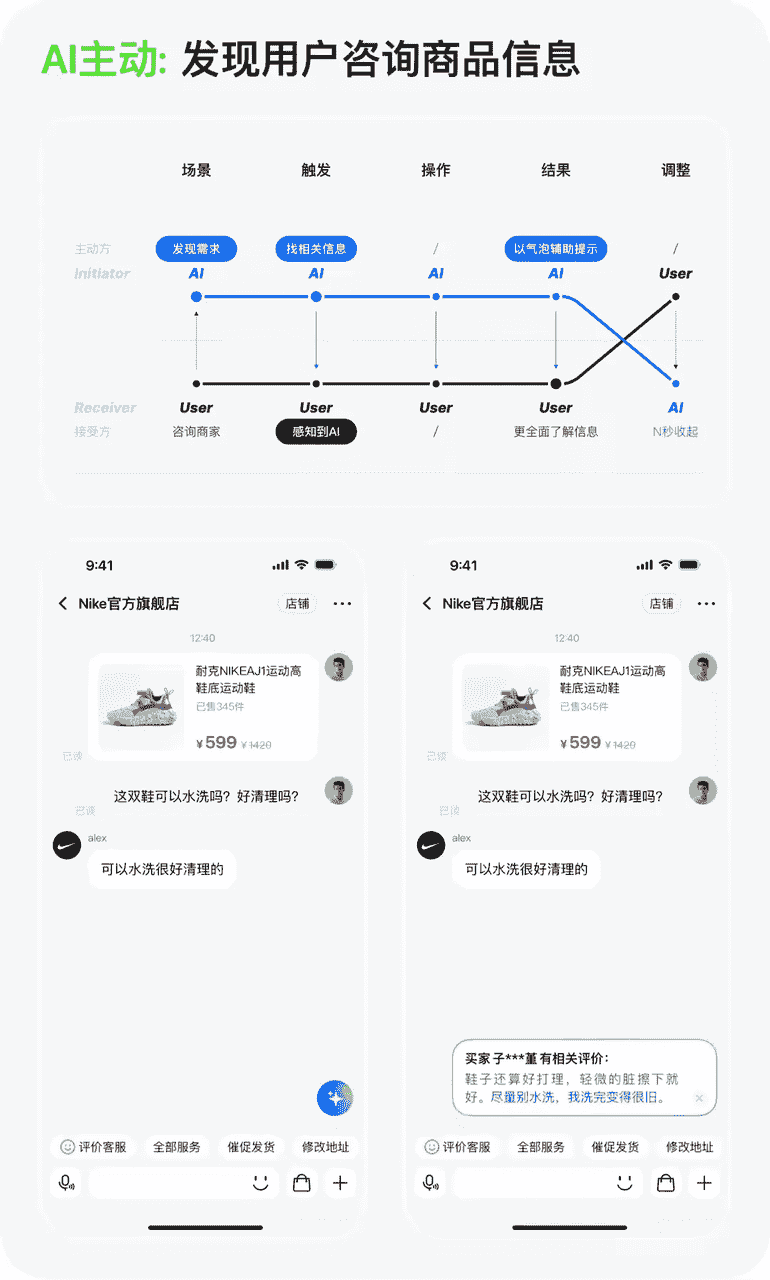 AI主动: 发现用户咨询商品信息
场景 触发 操作 结果 调整
主动方 发现需求 找相关信息 / 以气泡辅助提示 /
Initiator AI AI AI AI User
Receiver User User User User AI
接受方 咨询商家 感知到AI / 更全面了解信息 N秒收起
9:41
Nike官方旗舰店 店铺
12:40
耐克NIKEAJ1运动高
鞋底运动鞋
已售345件
¥599 ¥1420
已读
这双鞋可以水洗吗？好清理吗？
已读
alex
可以水洗很好清理的
评价客服 全部服务 催促发货 修改地址
9:41
Nike官方旗舰店 店铺
12:40
耐克NIKEAJ1运动高
鞋底运动鞋
已售345件
¥599 ¥1420
已读
这双鞋可以水洗吗？好清理吗？
已读
alex
可以水洗很好清理的
买家 子***董 有相关评价：
鞋子还算好打理，轻微的脏擦下就
好。尽量别水洗，我洗完变得很旧。
评价客服 全部服务 催促发货 修改地址